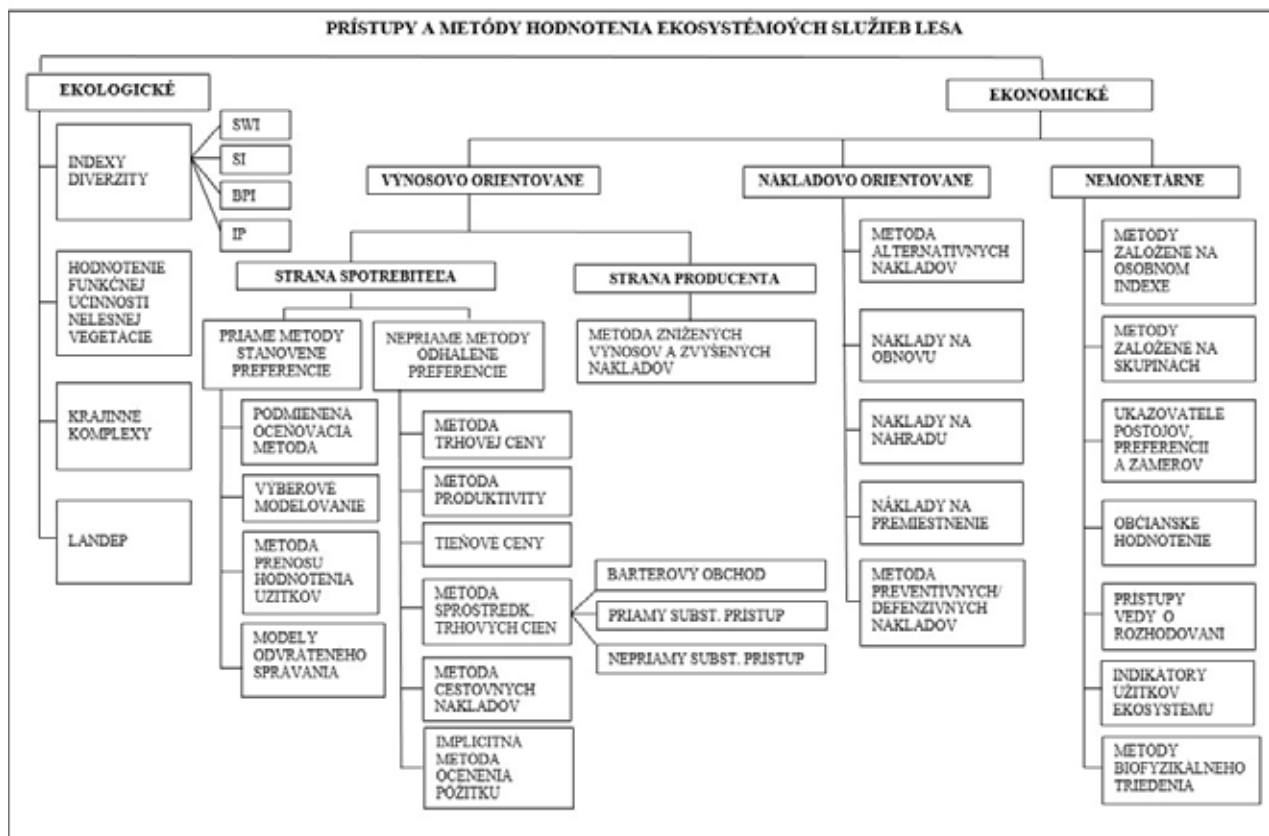 PRÍSTUPY A METÓDY HODNOTENIA EKOSYSTÉMOÝCH SLUŽIEB LESA
EKOLOGICKÉ
INDEXY
DIVERZITY
SWI
SI
BPI
IP
HODNOTENIE
FUNKČNEJ
UČINNOSTI
NELESNEJ
VEGETACIE
KRAJINNE
KOMPLEXY
LANDEP
EKONOMICKÉ
VYNOSOVO ORIENTOVANE
STRANA SPOTREBITEĽA
PRIAME METODY
STANOVENE
PREFERENCIE
PODMIENENA
OCEŇOVACIA
METODA
VYBEROVE
MODELOVANIE
METODA
PRENOSU
HODNOTENIA
UZITKOV
MODELY
ODVRATENEHO
SPRAVANIA
NEPRIAME METODY
ODHALENE
PREFERENCIE
METODA
TRHOVEJ CENY
METODA
PRODUKTIVITY
TIEŇOVE CENY
METODA
SPROSTREDK.
TRHOVYCH CIEN
BARTEROVY OBCHOD
PRIAMY SUBST. PRISTUP
NEPRIAMY SUBST. PRISTUP
METODA
CESTOVNYCH
NAKLADOV
IMPLICITNA
METODA
OCENENIA
PÔŽITKU
STRANA PRODUCENTA
METODA ZNIŽENYCH
VYNOSOV A ZVYŠENYCH
NAKLADOV
NAKLADOVO ORIENTOVANE
METODA
ALTERNATIVNYCH
NAKLADOV
NAKLADY NA
OBNOVU
NAKLADY NA
NAHRADU
NÁKLADY NA
PREMIESTNENIE
METODA
PREVENTIVNYCH/
DEFENZIVNYCH
NAKLADOV
NEMONETARNE
METODY
ZALOŽENE NA
OSOBNOM
INDEXE
METODY
ZALOŽENE NA
SKUPINACH
UKAZOVATELE
POSTOJOV,
PREFERENCII
A ZAMEROV
OBČIANSKE
HODNOTENIE
PRISTUPY
VEDY O
ROZHODOVANI
INDIKATORY
UŽITKOV
EKOSYSTEMU
METODY
BIOFYZIKALNEHO
TRIEDENIA